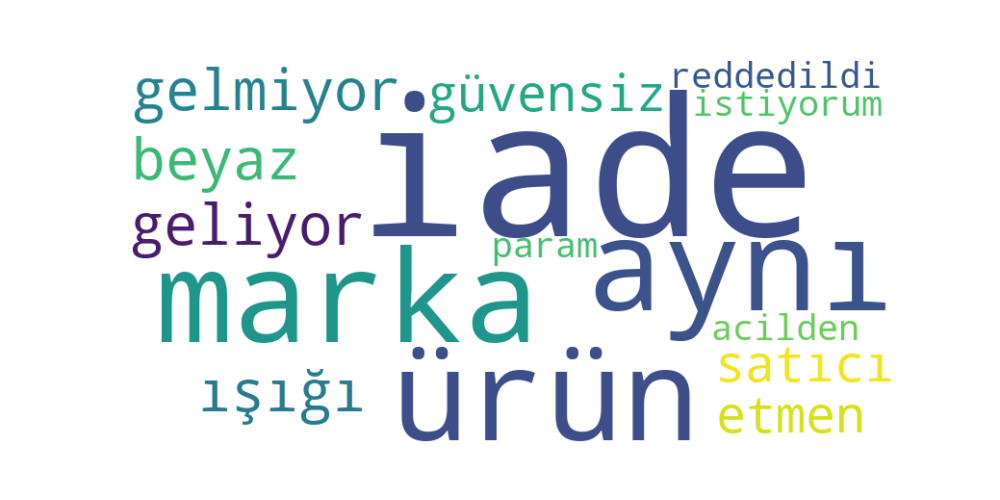 reddedildi
gelmiyor
güvensiz
istiyorum
iade
beyaz
geliyor
param
aynı
marka
acilden
satıcı
ışığı
ürün
etmen